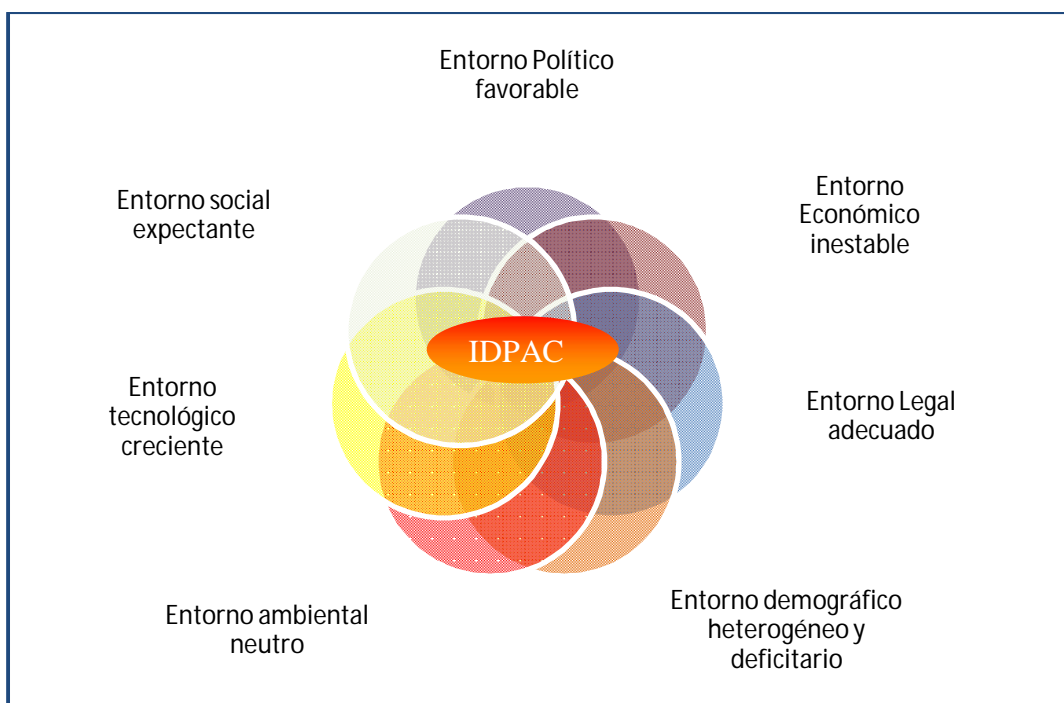 Entorno Político
favorable
Entorno social
expectante
Entorno
Económico
inestable
IDPAC
Entorno
tecnológico
creciente
Entorno Legal
adecuado
Entorno ambiental
neutro
Entorno demográfico
heterogéneo y
deficitario